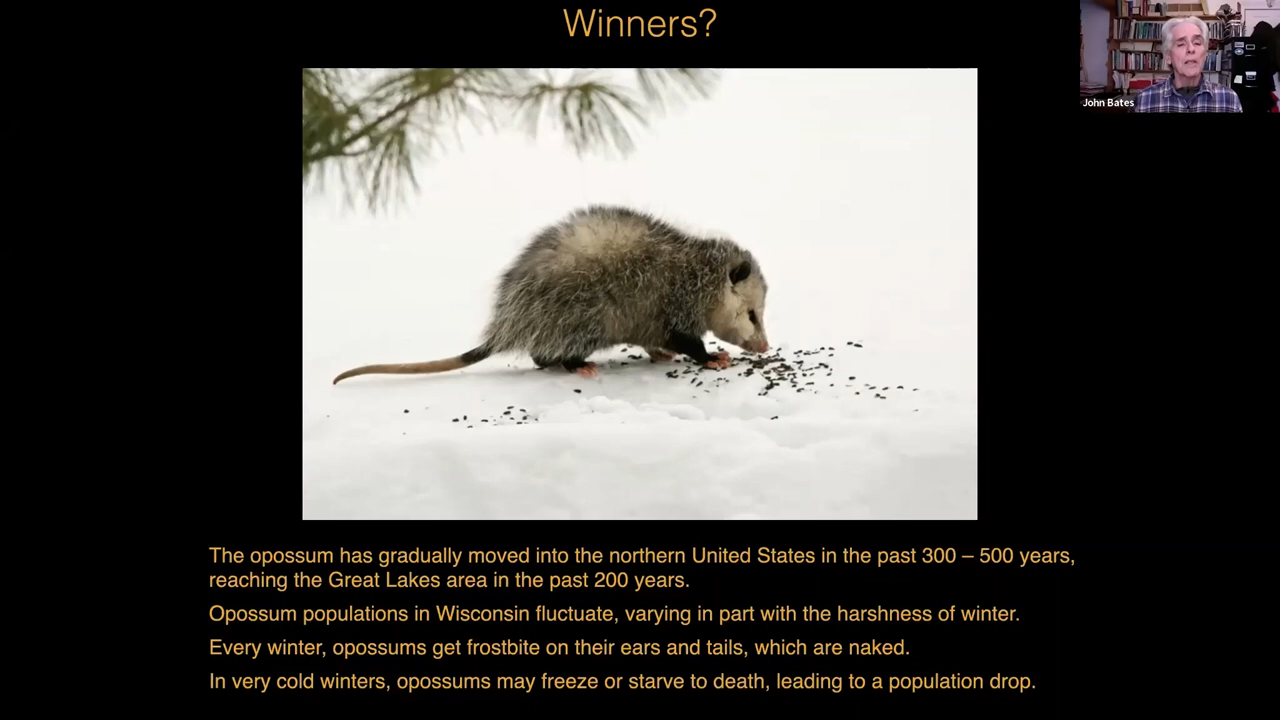 Winners?
John Bates
The opossum has gradually moved into the northern United States in the past 300 – 500 years,
reaching the Great Lakes area in the past 200 years.
Opossum populations in Wisconsin fluctuate, varying in part with the harshness of winter.
Every winter, opossums get frostbite on their ears and tails, which are naked.
In very cold winters, opossums may freeze or starve to death, leading to a population drop.